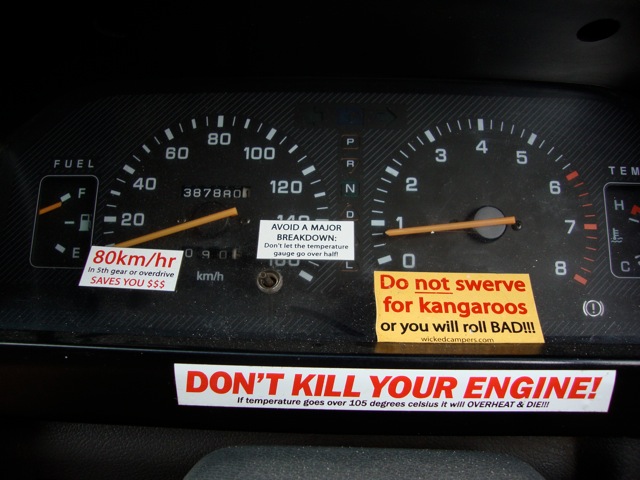 FUEL
F
E
20
40
60
80
100
120
140
160
km/h
387880
P
R
N
D
L
0
1
2
3
4
5
6
7
8
TEM
H
C
80km/hr
In 5th gear or overdrive
SAVES YOU $$$
AVOID A MAJOR
BREAKDOWN:
Don't let the temperature
gauge go over half!
Do not swerve
for kangaroos
or you will roll BAD!!!
wickedcampers.com
DON'T KILL YOUR ENGINE!
If temperature goes over 105 degrees celsius it will OVERHEAT & DIE!!!